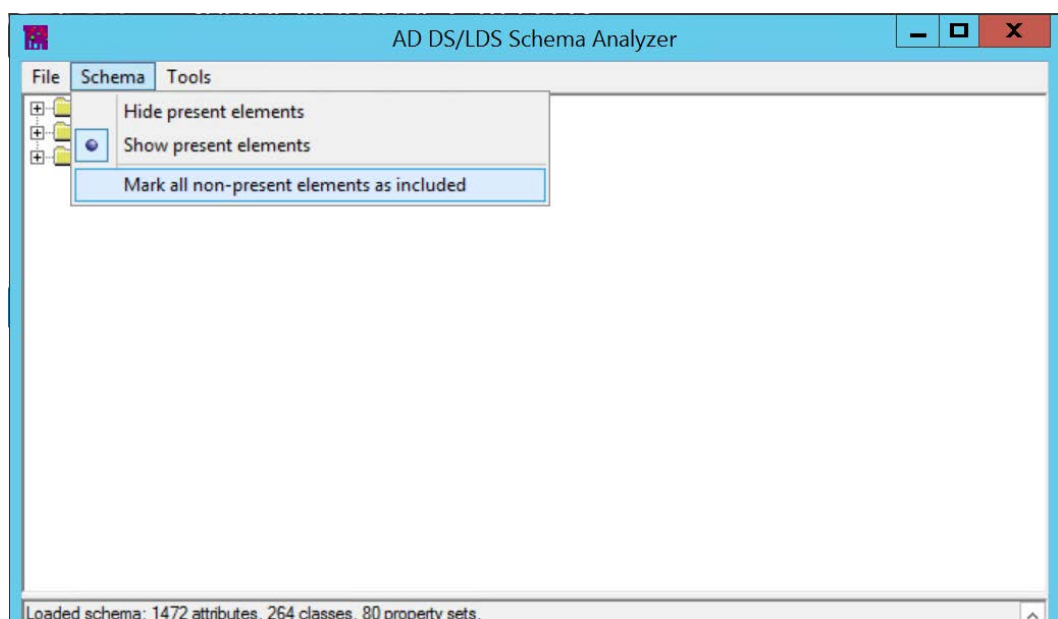 AD DS/LDS Schema Analyzer
File Schema Tools
Hide present elements
Show present elements
Mark all non-present elements as included
Loaded schema: 1472 attributes, 264 classes, 80 property sets.